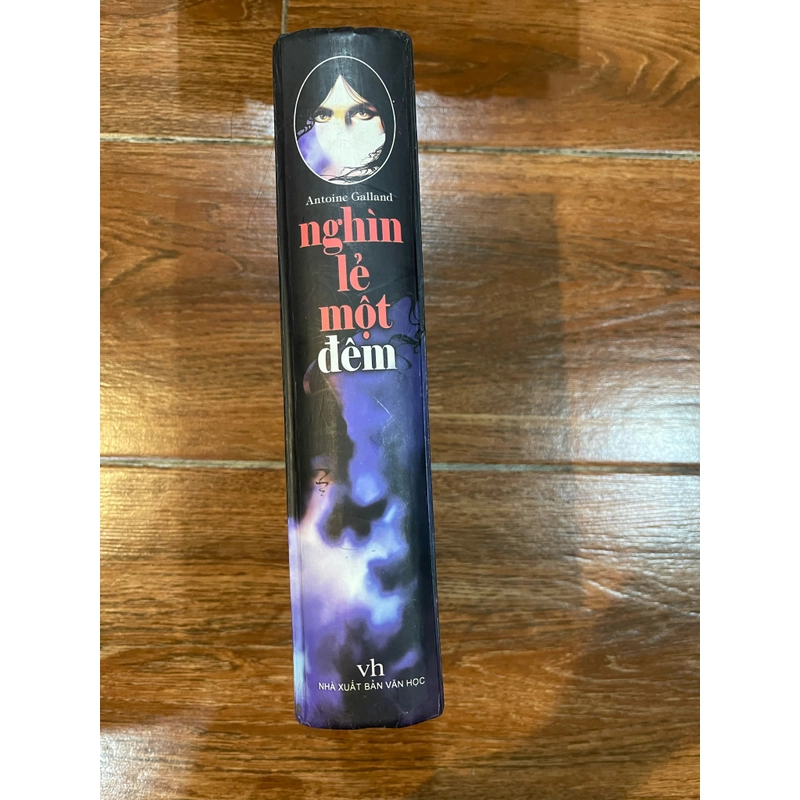 Antoine Galland
nghìn
lẻ
một
đêm
vh
NHÀ XUẤT BẢN VĂN HỌC